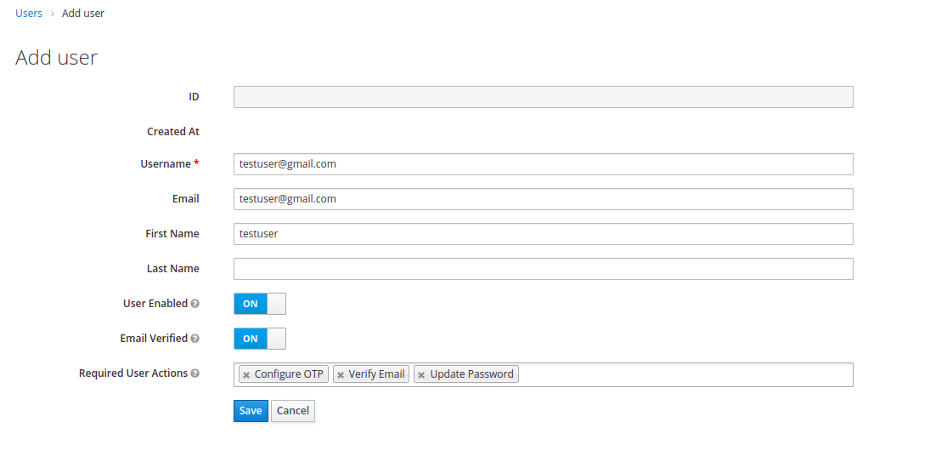 Users › Add user
Add user
ID
Created At
Username * testuser@gmail.com
Email testuser@gmail.com
First Name testuser
Last Name
User Enabled ON
Email Verified ON
Required User Actions × Configure OTP × Verify Email × Update Password
Save Cancel